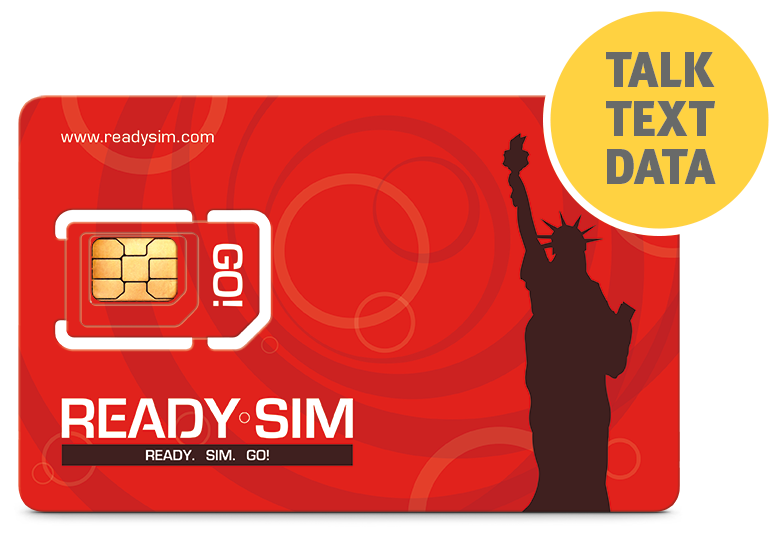 TALK
TEXT
DATA
www.readysim.com
GO!
READY SIM
READY. SIM. GO!